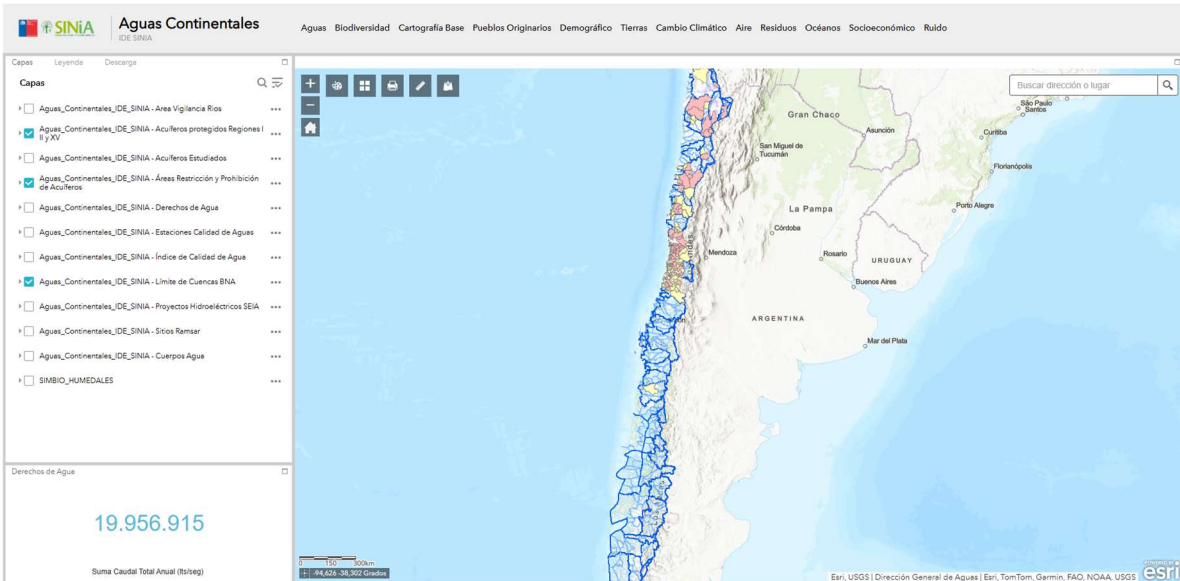 SINiA
Aguas Continentales
IDE SINIA
Aguas Biodiversidad Cartografía Base Pueblos Originarios Demográfico Tierras Cambio Climático Aire Residuos Océanos Socioeconómico Ruido
Capas Leyenda Descarga
Capas
Aguas_Continentales_IDE_SINIA - Area Vigilancia Rios
Aguas_Continentales_IDE_SINIA - Acuíferos protegidos Regiones I
II y XV
Aguas_Continentales_IDE_SINIA - Acuíferos Estudiados
Aguas_Continentales_IDE_SINIA - Áreas Restricción y Prohibición
de Acuíferos
Aguas_Continentales_IDE_SINIA - Derechos de Agua
Aguas_Continentales_IDE_SINIA - Estaciones Calidad de Aguas
Aguas_Continentales_IDE_SINIA - Índice de Calidad de Agua
Aguas_Continentales_IDE_SINIA - Límite de Cuencas BNA
Aguas_Continentales_IDE_SINIA - Proyectos Hidroeléctricos SEIA
Aguas_Continentales_IDE_SINIA - Sitios Ramsar
Aguas_Continentales_IDE_SINIA - Cuerpos Agua
SIMBIO_HUMEDALES
Derechos de Agua
19.956.915
Suma Caudal Total Anual (lts/seg)
Buscar dirección o lugar
São Paulo
Santos
Gran Chaco
Asunción
Curitiba
San Miguel de
Tucumán
Florianópolis
La Pampa
Porto Alegre
Córdoba
Mendoza
Rosario
URUGUAY
Buenos Aires
ARGENTINA
Mar del Plata
0 150 300km
-94,626 -38,302 Grados
Esri, USGS | Dirección General de Aguas | Esri, TomTom, Garmin, FAO, NOAA, USGS
POWERED BY
esri